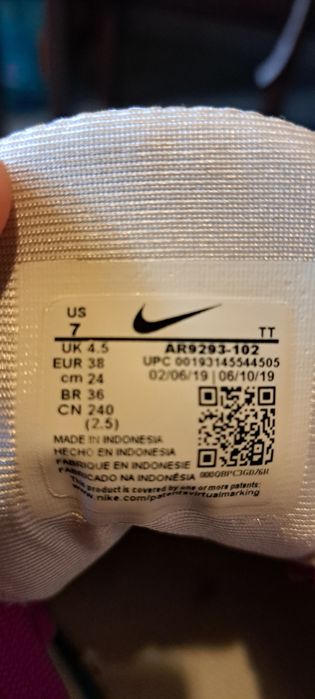 US
7
TT
UK 4.5
EUR 38
cm 24
BR 36
CN 240
(2.5)
AR9293-102
UPC 00193145544505
02/06/19 | 06/10/19
MADE IN INDONESIA
HECHO EN INDONESIA
FABRIQUE EN INDONESIE
FABRICADO NA INDONÉSIA
The product is covered by one or more patents:
www.nike.com/patentsvirtualmarking